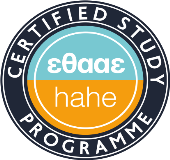 CERTIFIED STUDY
εθααε
hahe
PROGRAMME